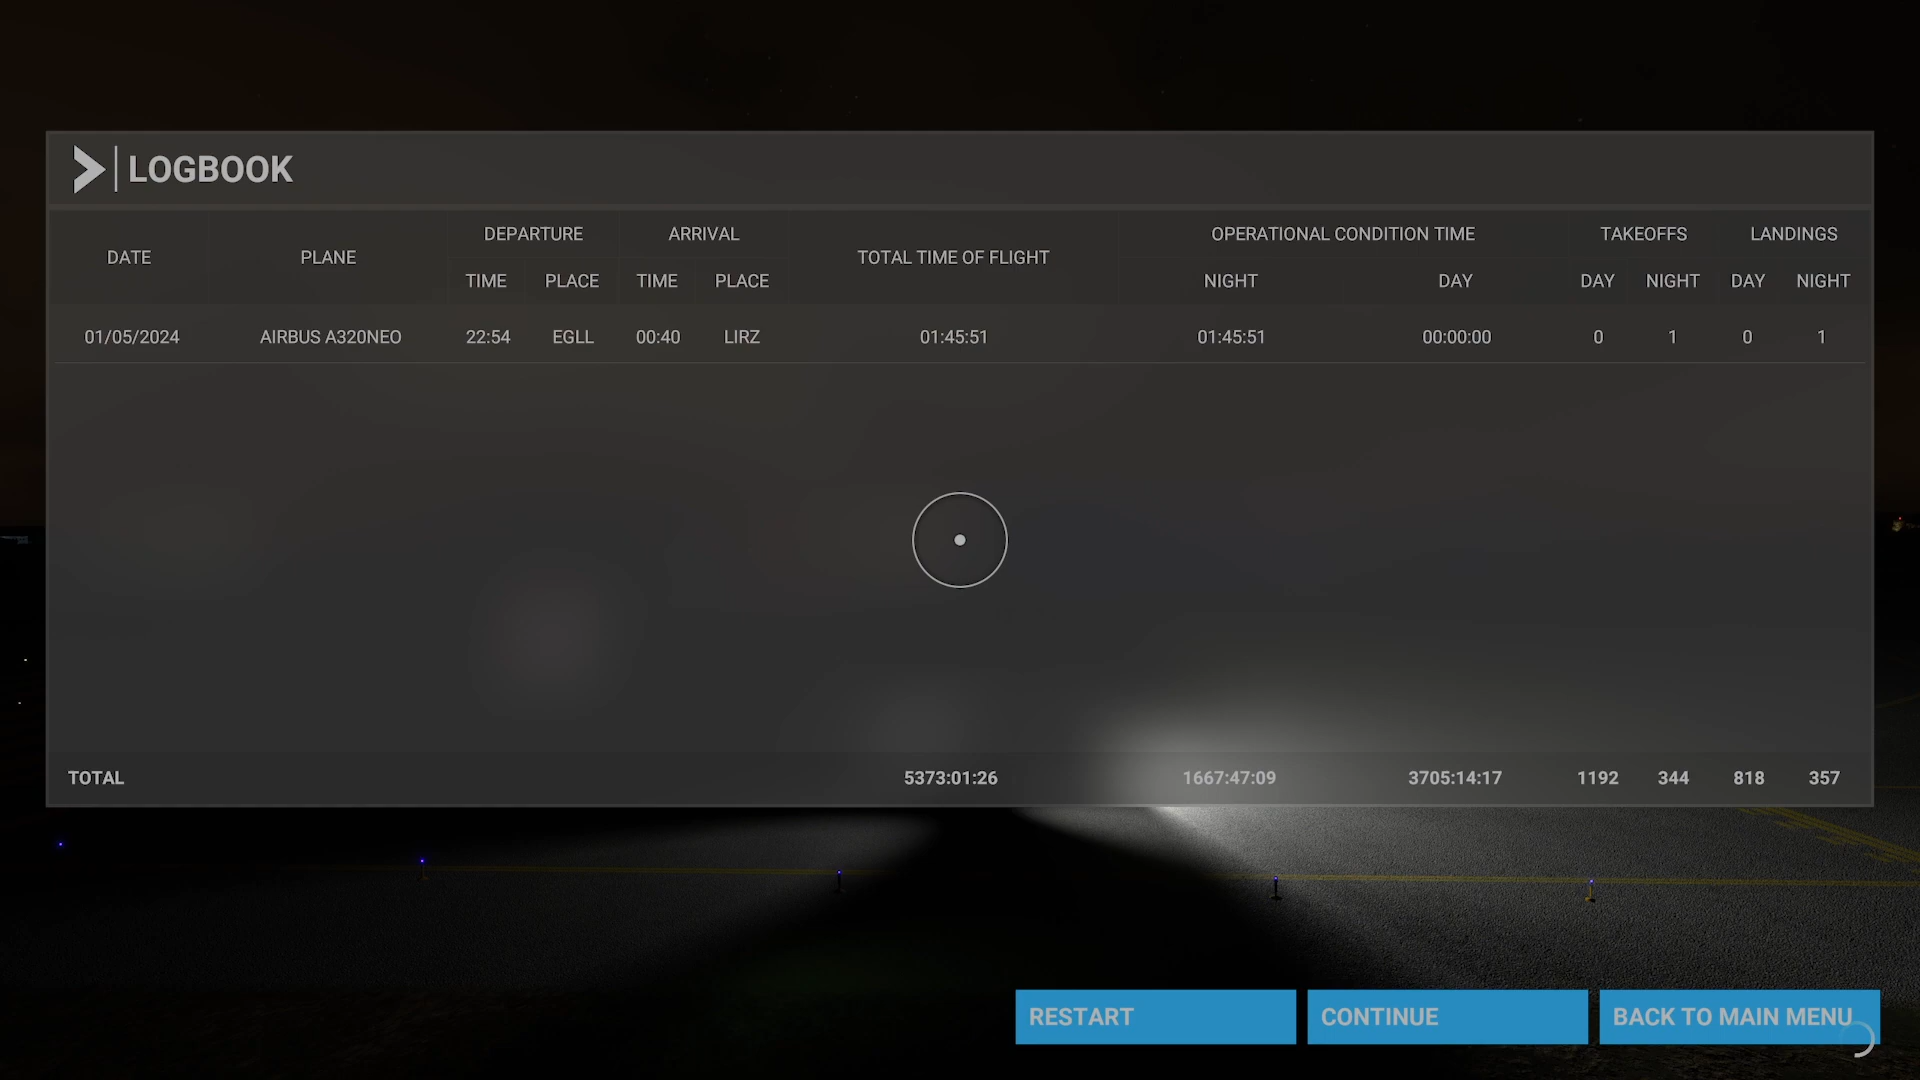 LOGBOOK
DATE PLANE DEPARTURE ARRIVAL TOTAL TIME OF FLIGHT OPERATIONAL CONDITION TIME TAKEOFFS LANDINGS
TIME PLACE TIME PLACE NIGHT DAY DAY NIGHT DAY NIGHT
01/05/2024 AIRBUS A320NEO 22:54 EGLL 00:40 LIRZ 01:45:51 01:45:51 00:00:00 0 1 0 1
TOTAL 5373:01:26 1667:47:09 3705:14:17 1192 344 818 357
RESTART CONTINUE BACK TO MAIN MENU